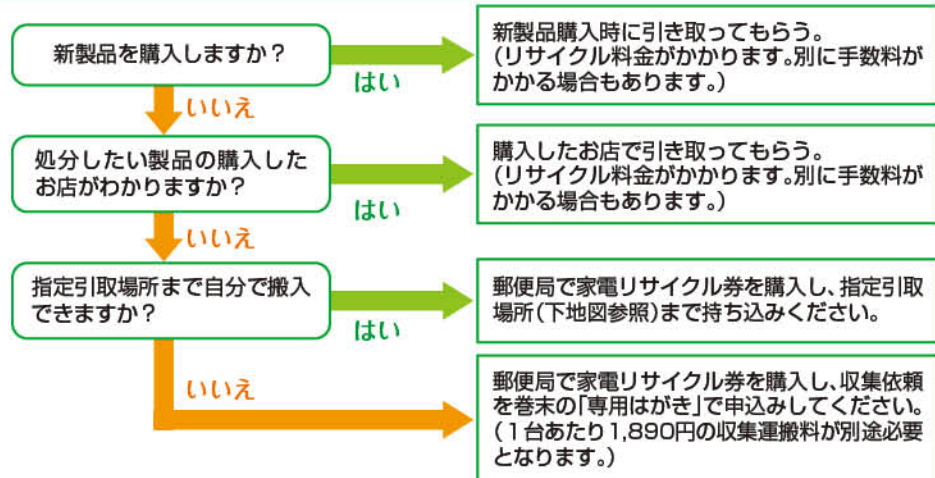 新製品を購入しますか？
はい
新製品購入時に引き取ってもらう。
(リサイクル料金がかかります。別に手数料が
かかる場合もあります。)
いいえ
処分したい製品の購入した
お店がわかりますか？
はい
購入したお店で引き取ってもらう。
(リサイクル料金がかかります。別に手数料が
かかる場合もあります。)
いいえ
指定引取場所まで自分で搬入
できますか？
はい
郵便局で家電リサイクル券を購入し、指定引取
場所(下地図参照)まで持ち込みください。
いいえ
郵便局で家電リサイクル券を購入し、収集依頼
を巻末の「専用はがき」で申込みしてください。
(1台あたり1,890円の収集運搬料が別途必要
となります。)